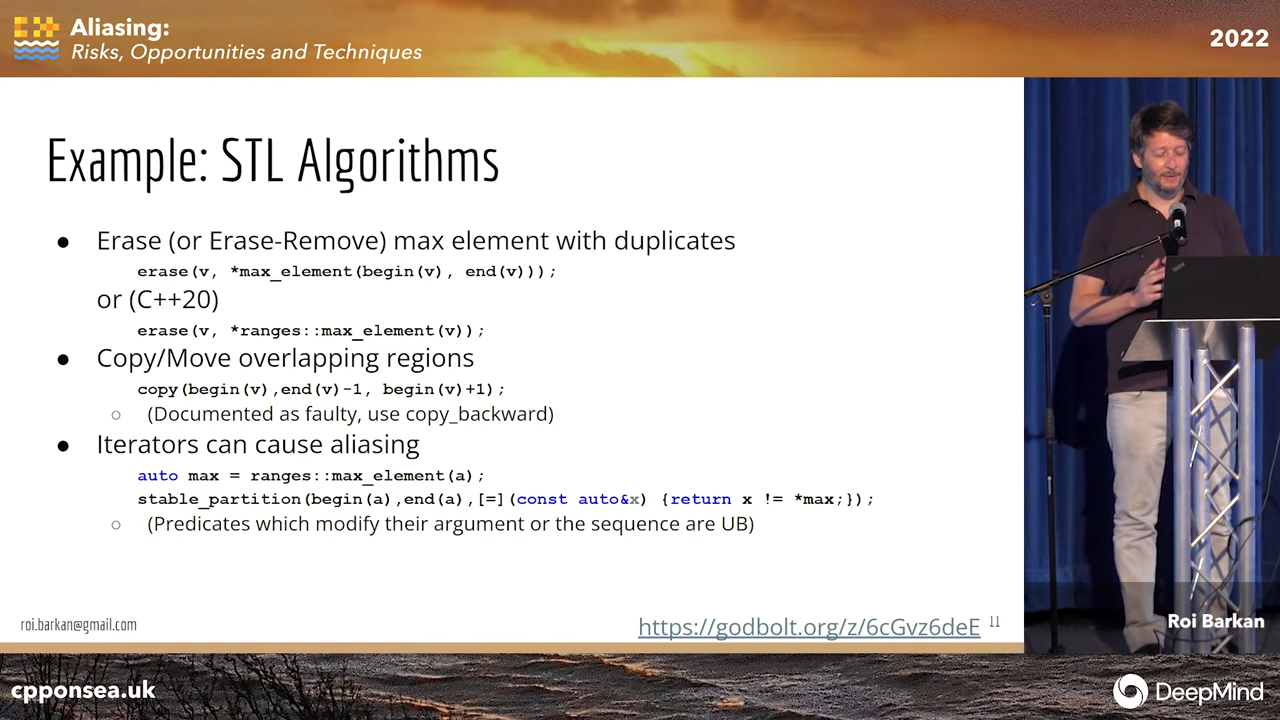 Aliasing:
Risks, Opportunities and Techniques
2022
Example: STL Algorithms
● Erase (or Erase-Remove) max element with duplicates
erase(v, *max_element(begin(v), end(v)));
or (C++20)
erase(v, *ranges::max_element(v));
● Copy/Move overlapping regions
copy(begin(v),end(v)-1, begin(v)+1);
○ (Documented as faulty, use copy_backward)
● Iterators can cause aliasing
auto max = ranges::max_element(a);
stable_partition(begin(a),end(a),[=](const auto&x) {return x != *max;});
○ (Predicates which modify their argument or the sequence are UB)
roi.barkan@gmail.com
https://godbolt.org/z/6cGvz6deE
11
Roi Barkan
cpponsea.uk
DeepMind